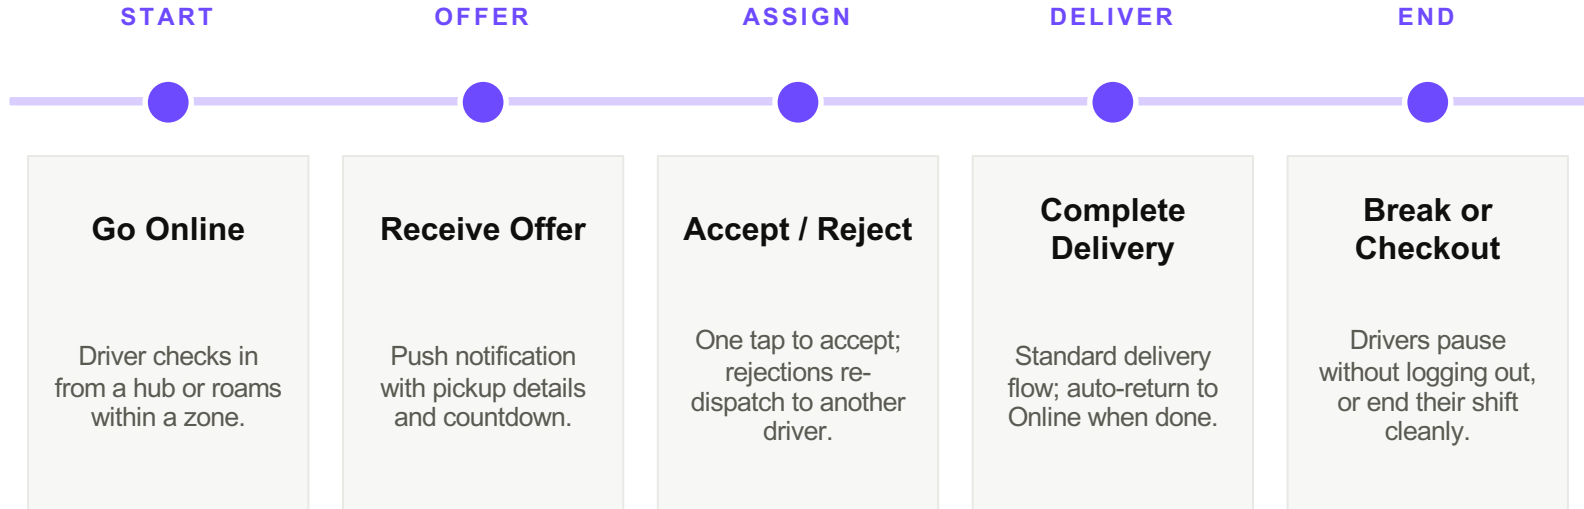 START
OFFER
ASSIGN
DELIVER
END
Go Online
Driver checks in
from a hub or roams
within a zone.
Receive Offer
Push notification
with pickup details
and countdown.
Accept / Reject
One tap to accept;
rejections re-
dispatch to another
driver.
Complete
Delivery
Standard delivery
flow; auto-return to
Online when done.
Break or
Checkout
Drivers pause
without logging out,
or end their shift
cleanly.